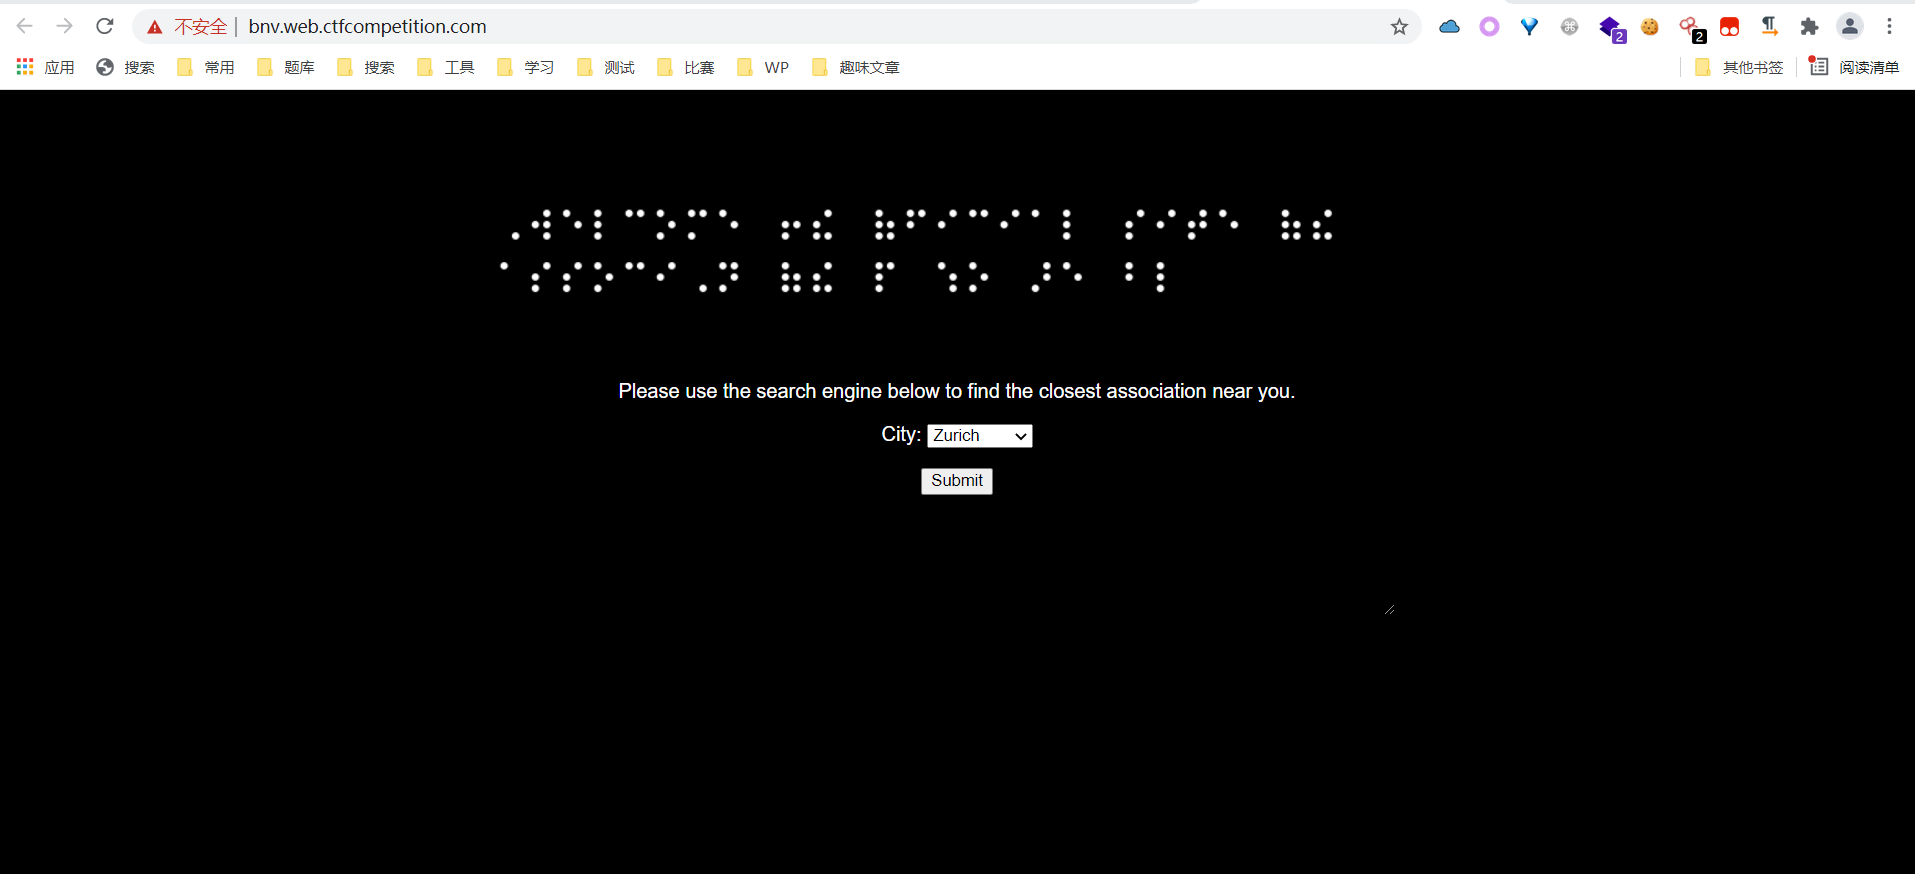 不安全 | bnv.web.ctfcompetition.com
应用 搜索 常用 题库 搜索 工具 学习 测试 比赛 WP 趣味文章 其他书签 阅读清单
⠠⠺⠑⠇⠉⠕⠍⠑ ⠖⠮ ⠷⠋⠊⠉⠊⠁⠇ ⠎⠊⠞⠑ ⠷⠮
⠁⠎⠎⠕⠉⠊⠠⠝ ⠷⠮ ⠏ ⠱⠕ ⠜⠑ ⠃⠇
Please use the search engine below to find the closest association near you.
City: Zurich
Submit